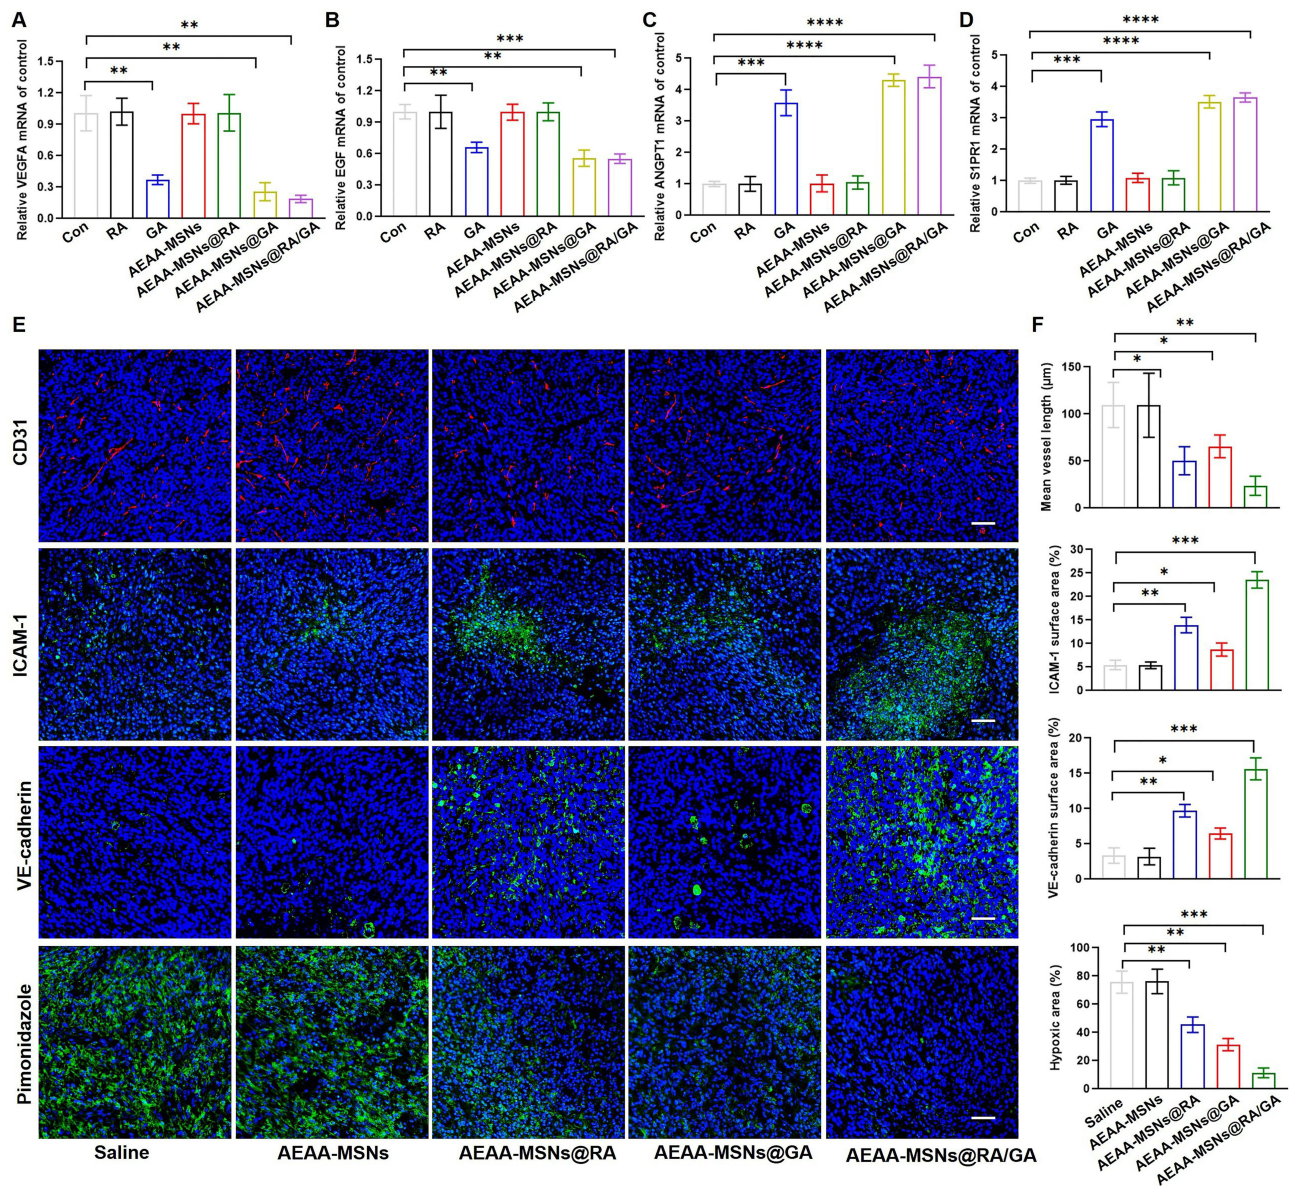 A
**
**
**
Relative VEGFA mRNA of control
1.5
1.2
0.9
0.6
0.3
0.0
Con
RA
GA
AEAA-MSNs
AEAA-MSNs@RA
AEAA-MSNs@GA
AEAA-MSNs@RA/GA
B
***
**
**
Relative EGF mRNA of control
1.5
1.2
0.9
0.6
0.3
0.0
Con
RA
GA
AEAA-MSNs
AEAA-MSNs@RA
AEAA-MSNs@GA
AEAA-MSNs@RA/GA
C
****
****
***
Relative ANGPT1 mRNA of control
5
4
3
2
1
0
Con
RA
GA
AEAA-MSNs
AEAA-MSNs@RA
AEAA-MSNs@GA
AEAA-MSNs@RA/GA
D
****
****
***
Relative S1PR1 mRNA of control
5
4
3
2
1
0
Con
RA
GA
AEAA-MSNs
AEAA-MSNs@RA
AEAA-MSNs@GA
AEAA-MSNs@RA/GA
E
CD31
ICAM-1
VE-cadherin
Pimonidazole
Saline
AEAA-MSNs
AEAA-MSNs@RA
AEAA-MSNs@GA
AEAA-MSNs@RA/GA
F
**
*
*
Mean vessel length (μm)
150
100
50
0
***
*
**
ICAM-1 surface area (%)
30
25
20
15
10
5
0
***
*
**
VE-cadherin surface area (%)
20
15
10
5
0
***
**
**
Hypoxic area (%)
100
80
60
40
20
0
Saline
AEAA-MSNs
AEAA-MSNs@RA
AEAA-MSNs@GA
AEAA-MSNs@RA/GA